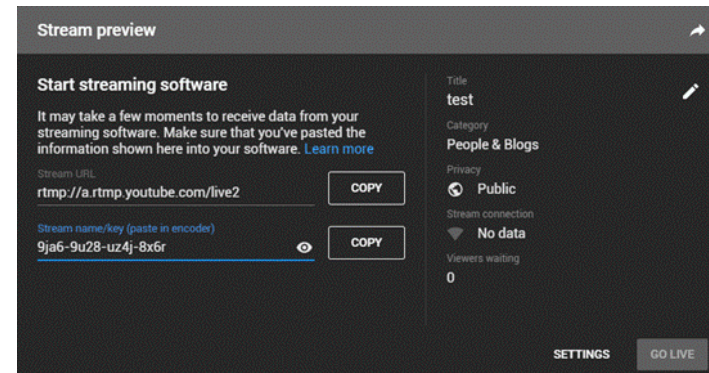 Stream preview
Start streaming software
It may take a few moments to receive data from your
streaming software. Make sure that you've pasted the
information shown here into your software. Learn more
Stream URL
rtmp://a.rtmp.youtube.com/live2
COPY
Stream name/key (paste in encoder)
9ja6-9u28-uz4j-8x6r
COPY
Title
test
Category
People & Blogs
Privacy
Public
Stream connection
No data
Viewers waiting
0
SETTINGS
GO LIVE